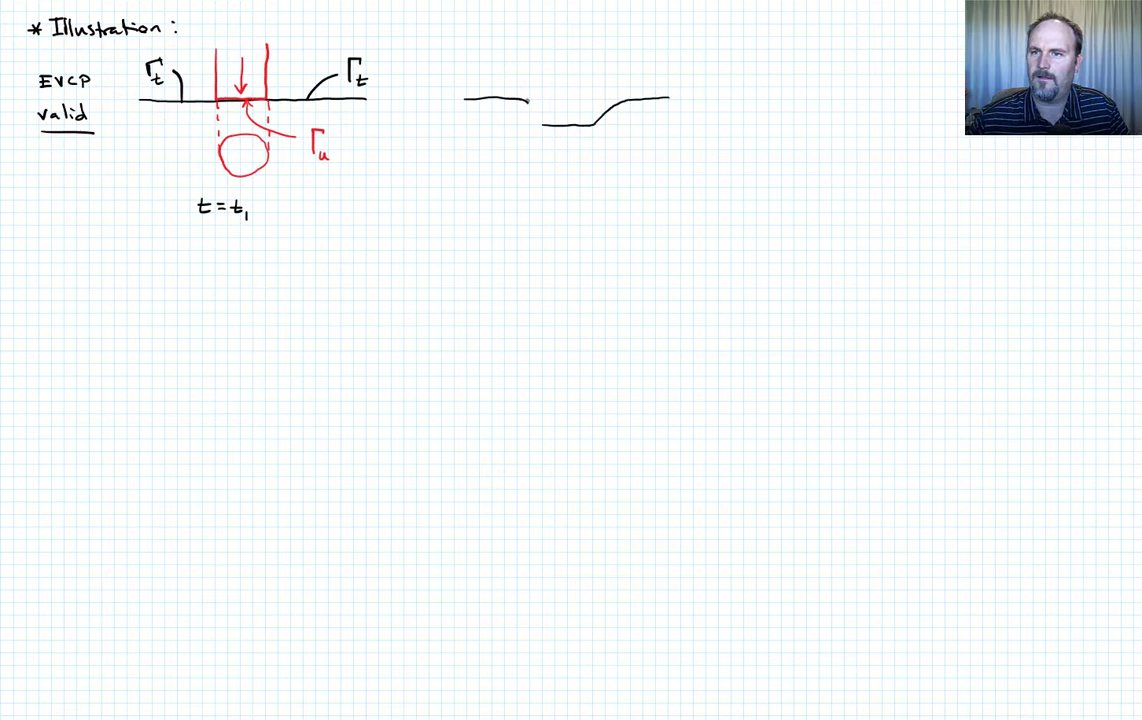 * Illustration :
EVCP
valid
Γt
Γt
Γu
t = t1